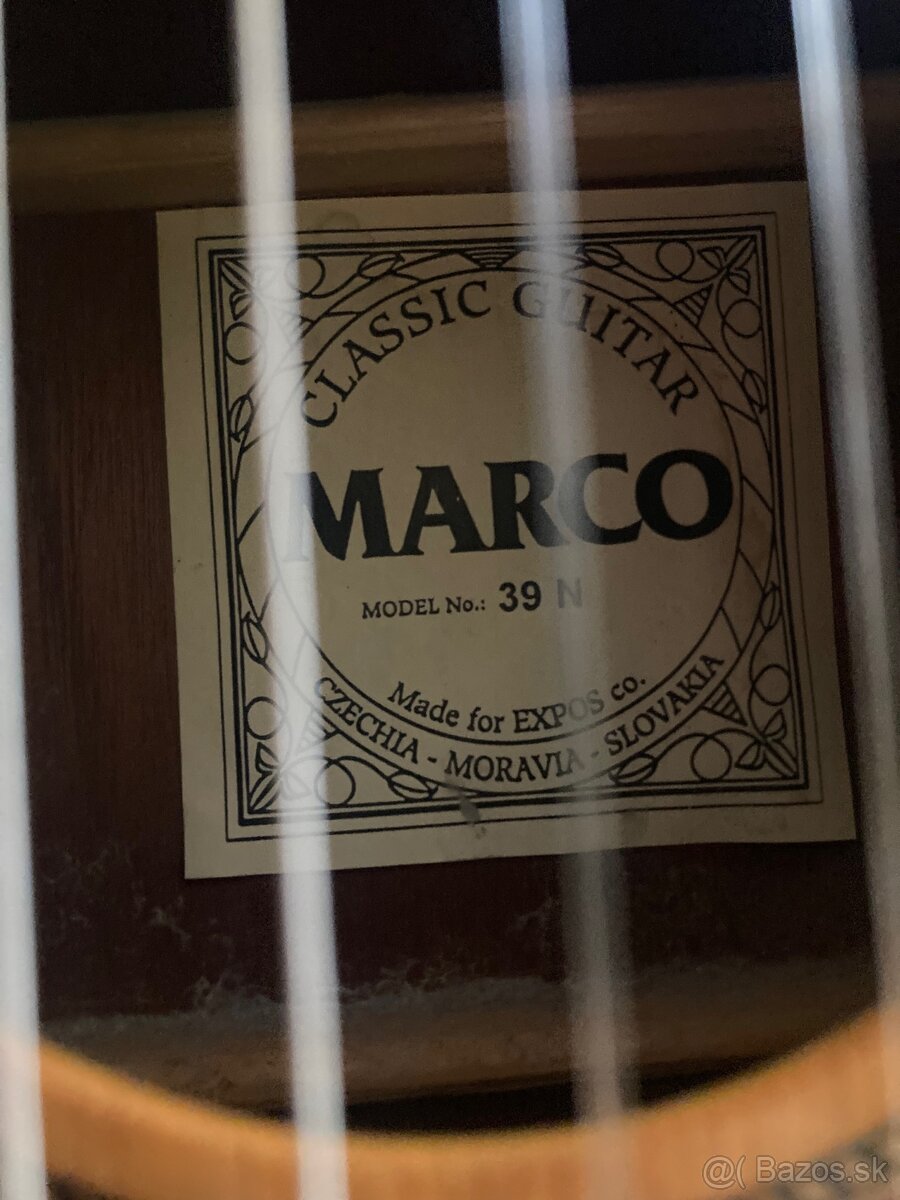 CLASSIC GUITAR
MARCO
MODEL No.: 39 N
Made for EXPOS co.
CZECHIA - MORAVIA - SLOVAKIA
@( Bazos.sk